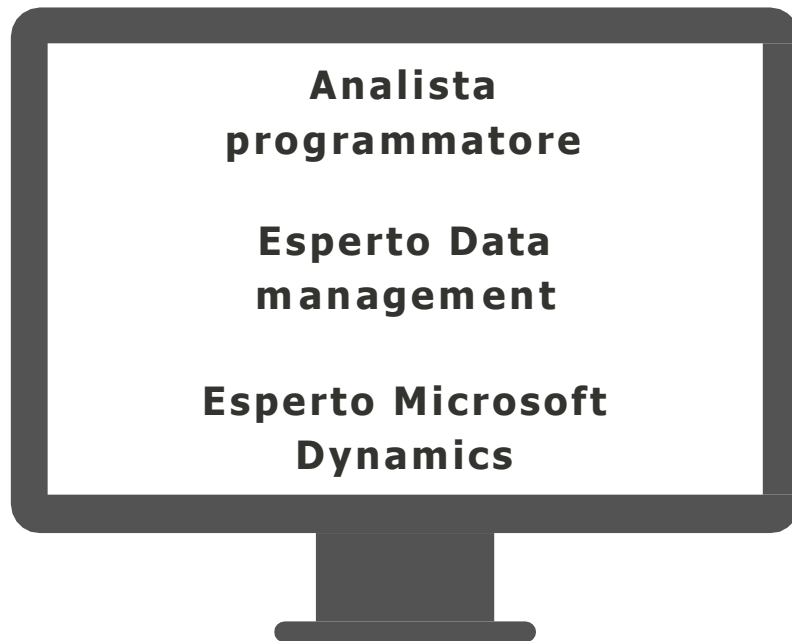 Analista
programmatore
Esperto Data
management
Esperto Microsoft
Dynamics